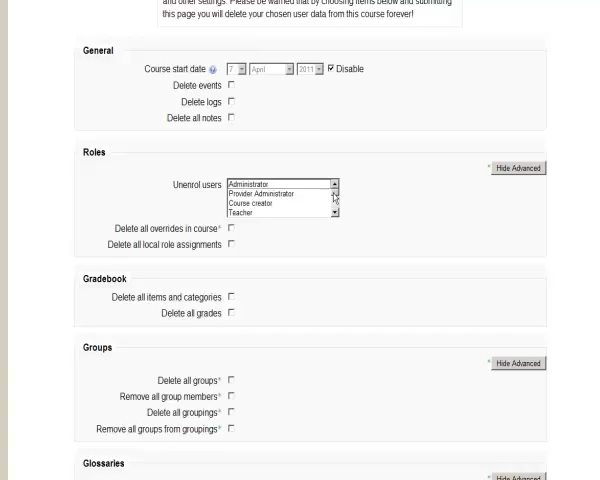 and other settings. Please be warned that by choosing items below and submitting
this page you will delete your chosen user data from this course forever!
General
Course start date 7 April 2011 Disable
Delete events
Delete logs
Delete all notes
Roles
* Hide Advanced
Unenrol users Administrator
Provider Administrator
Course creator
Teacher
Delete all overrides in course*
Delete all local role assignments
Gradebook
Delete all items and categories
Delete all grades
Groups
* Hide Advanced
Delete all groups*
Remove all group members*
Delete all groupings*
Remove all groups from groupings*
Glossaries
* Hide Advanced